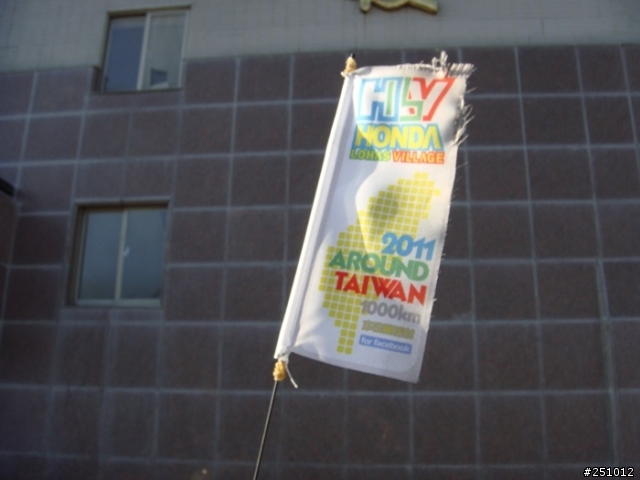 HLV
HONDA
LOHAS VILLAGE
2011
AROUND
TAIWAN
1000km
for facebook
#251012